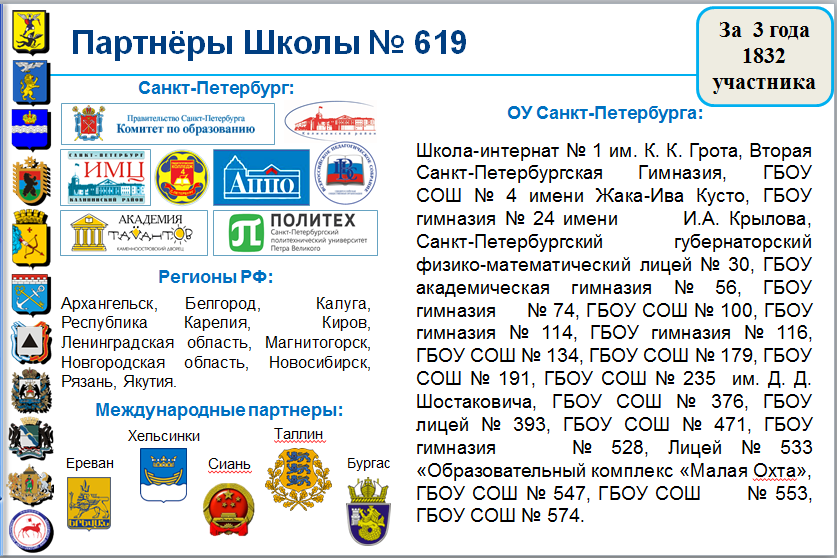 Партнёры Школы № 619
За 3 года
1832
участника
Санкт-Петербург:
Правительство Санкт-Петербурга
Комитет по образованию
САНКТ-ПЕТЕРБУРГ
ИМЦ
КАЛИНИНСКИЙ РАЙОН
АППО
АКАДЕМИЯ
ТАЛАНТОВ
КАМЕННООСТРОВСКИЙ ДВОРЕЦ
ПОЛИТЕХ
Санкт-Петербургский
политехнический университет
Петра Великого
Регионы РФ:
Архангельск, Белгород, Калуга,
Республика Карелия, Киров,
Ленинградская область, Магнитогорск,
Новгородская область, Новосибирск,
Рязань, Якутия.
Международные партнеры:
Ереван
Хельсинки
Сиань
Таллин
Бургас
ОУ Санкт-Петербурга:
Школа-интернат № 1 им. К. К. Грота, Вторая
Санкт-Петербургская Гимназия, ГБОУ
СОШ № 4 имени Жака-Ива Кусто, ГБОУ
гимназия № 24 имени И.А. Крылова,
Санкт-Петербургский губернаторский
физико-математический лицей № 30, ГБОУ
академическая гимназия № 56, ГБОУ
гимназия № 74, ГБОУ СОШ № 100, ГБОУ
гимназия № 114, ГБОУ гимназия № 116,
ГБОУ СОШ № 134, ГБОУ СОШ № 179, ГБОУ
СОШ № 191, ГБОУ СОШ № 235 им. Д. Д.
Шостаковича, ГБОУ СОШ № 376, ГБОУ
лицей № 393, ГБОУ СОШ № 471, ГБОУ
гимназия № 528, Лицей № 533
«Образовательный комплекс «Малая Охта»,
ГБОУ СОШ № 547, ГБОУ СОШ № 553,
ГБОУ СОШ № 574.